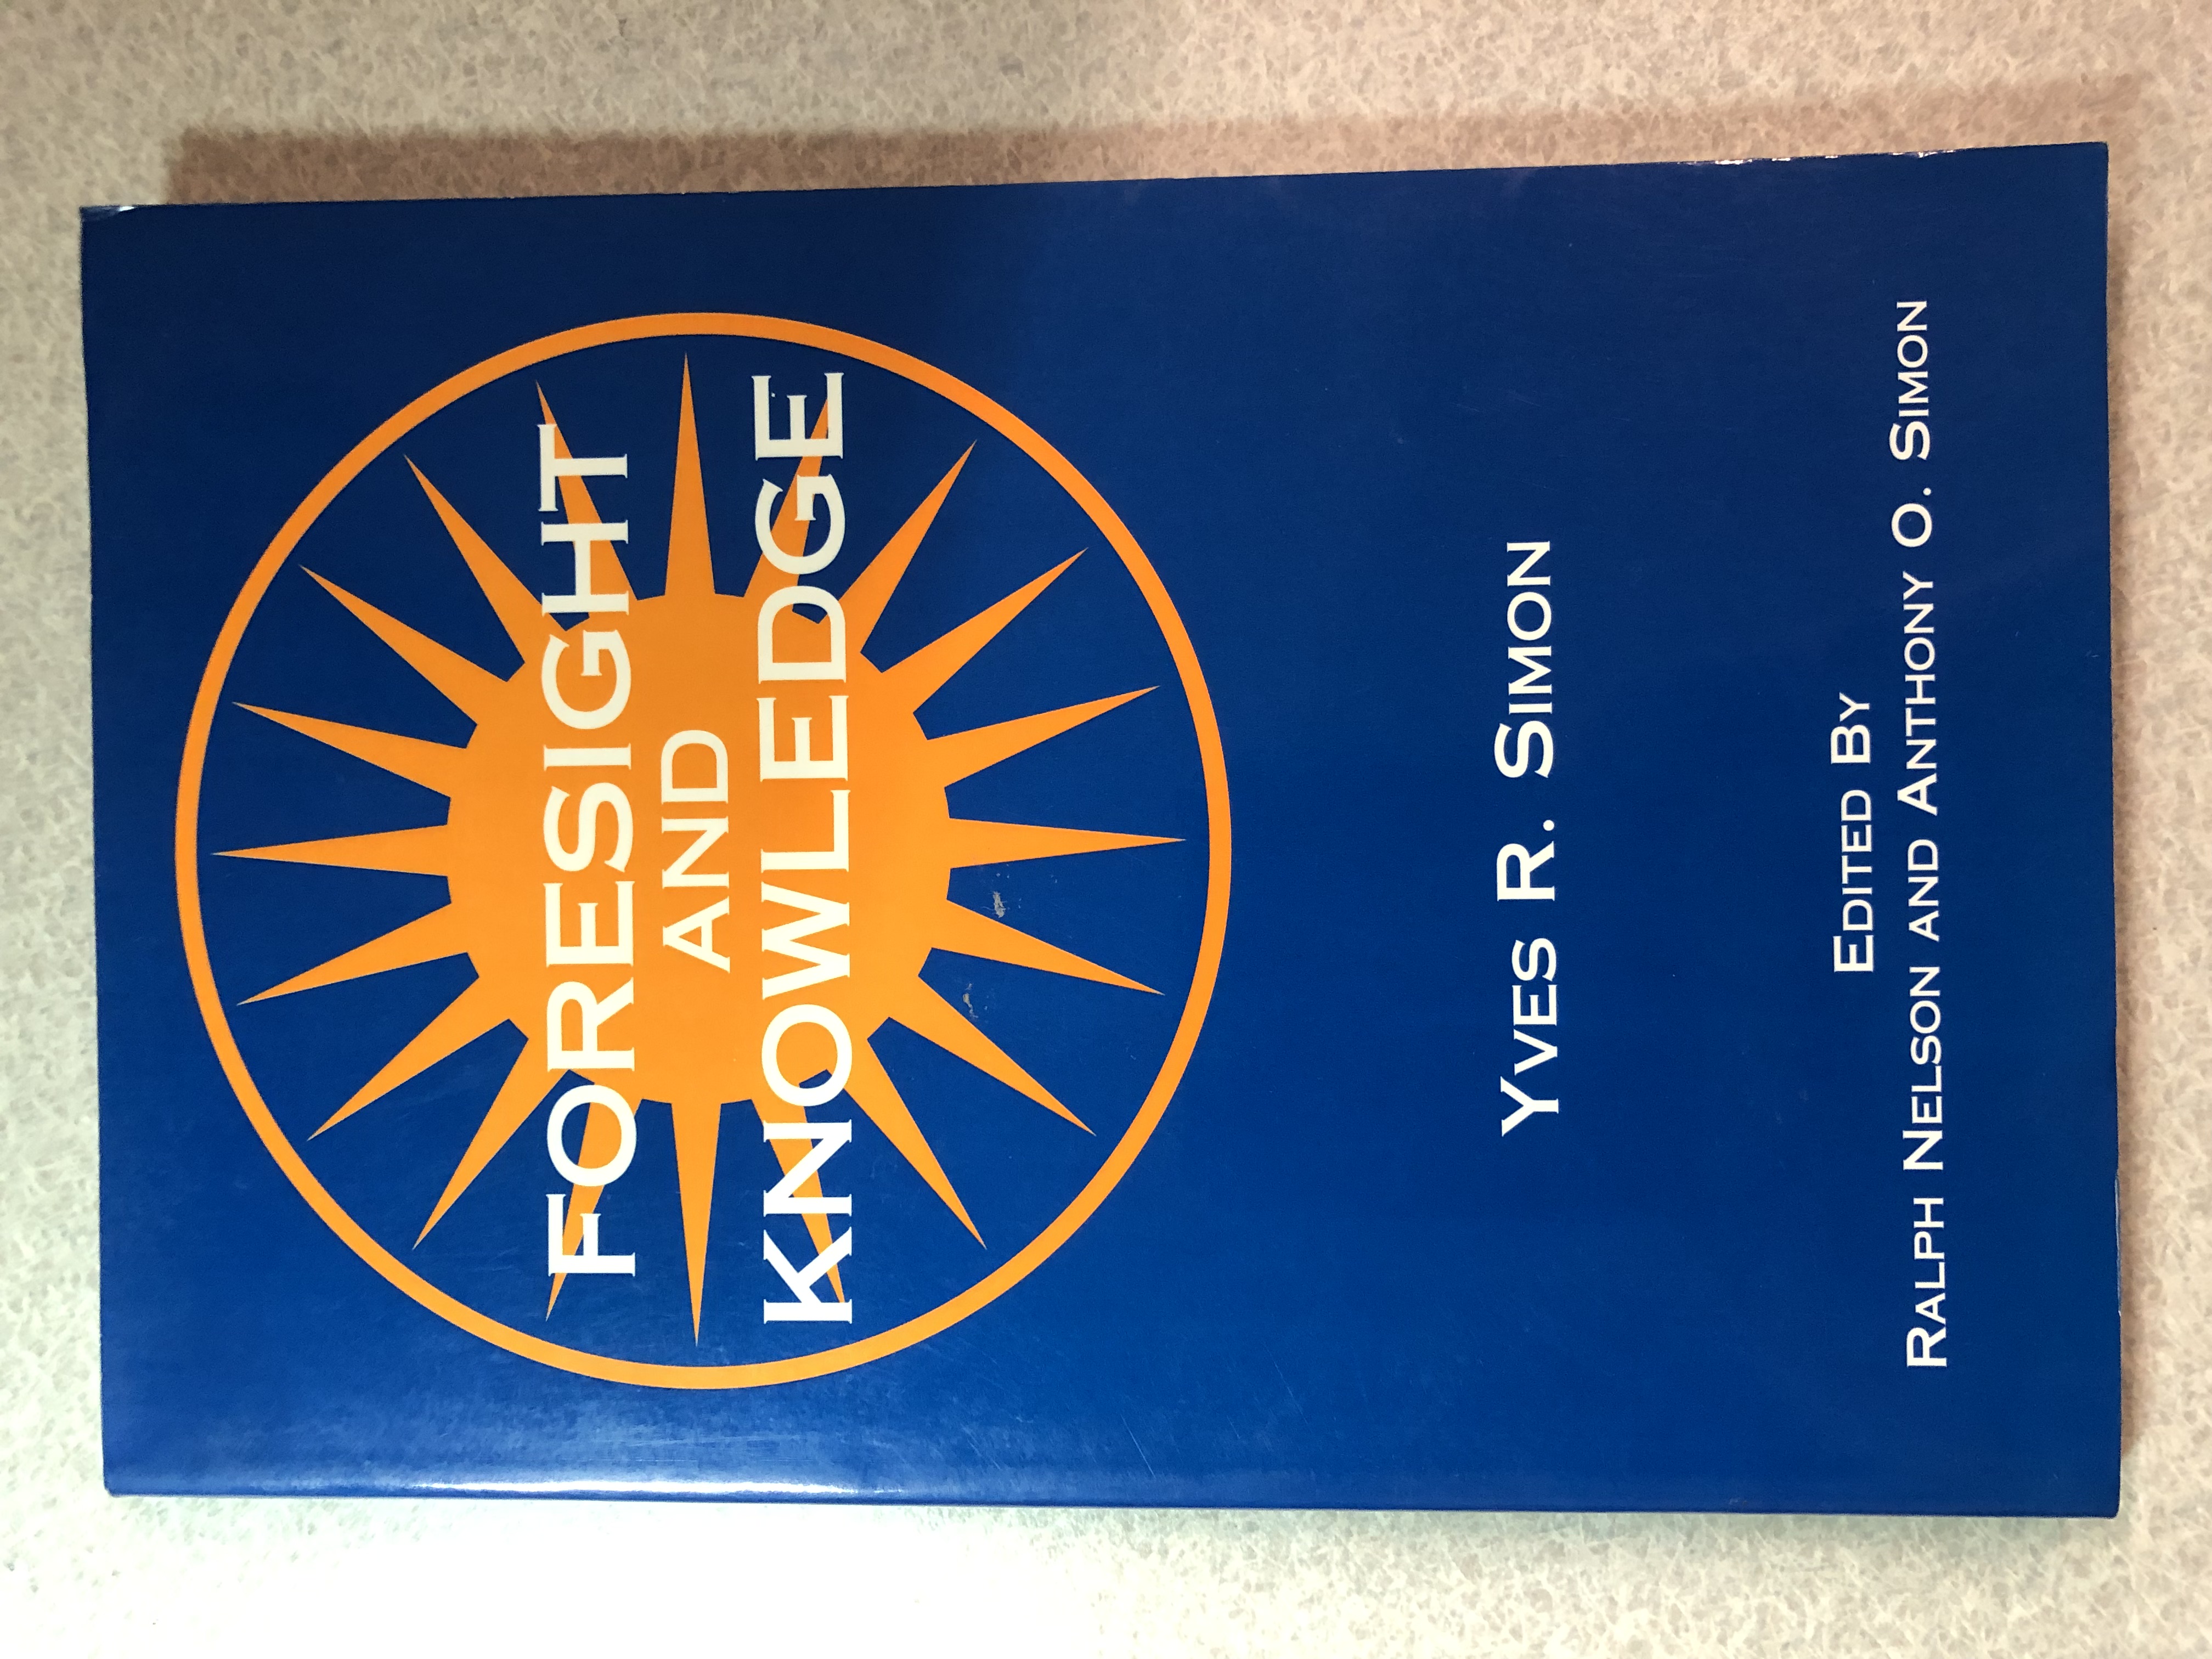 FORESIGHT
AND
KNOWLEDGE
YVES R. SIMON
EDITED BY
RALPH NELSON AND ANTHONY O. SIMON